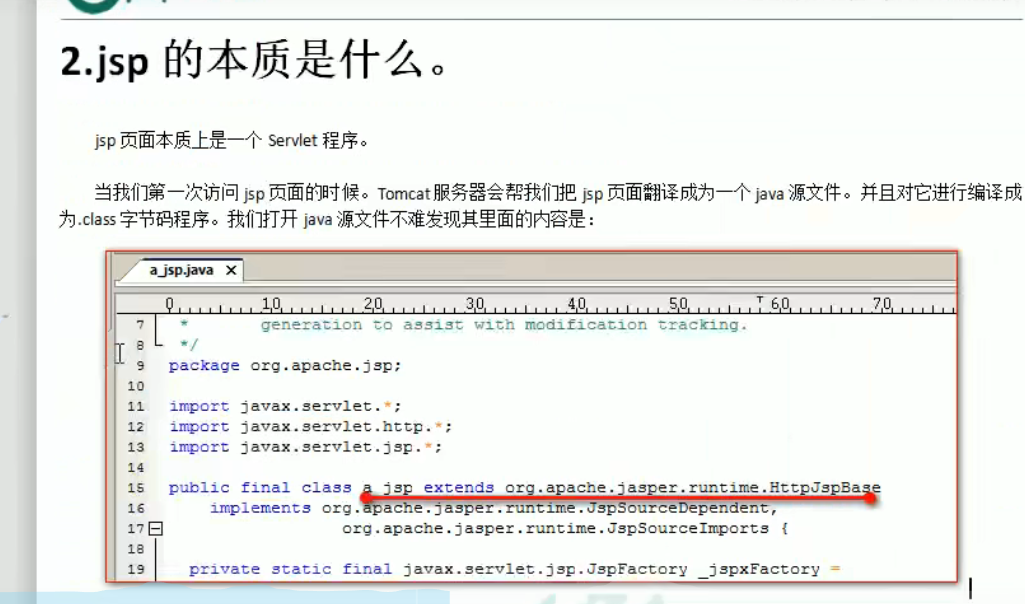 2.jsp 的本质是什么。
jsp 页面本质上是一个 Servlet 程序。
当我们第一次访问 jsp 页面的时候。Tomcat 服务器会帮我们把 jsp 页面翻译成为一个 java 源文件。并且对它进行编译成
为.class 字节码程序。我们打开 java 源文件不难发现其里面的内容是：
a_jsp.java ×
0 10 20 30 40 50 60 70
7 * generation to assist with modification tracking.
8 */
9 package org.apache.jsp;
10
11 import javax.servlet.*;
12 import javax.servlet.http.*;
13 import javax.servlet.jsp.*;
14
15 public final class a_jsp extends org.apache.jasper.runtime.HttpJspBase
16 implements org.apache.jasper.runtime.JspSourceDependent,
17 org.apache.jasper.runtime.JspSourceImports {
18
19 private static final javax.servlet.jsp.JspFactory _jspxFactory =